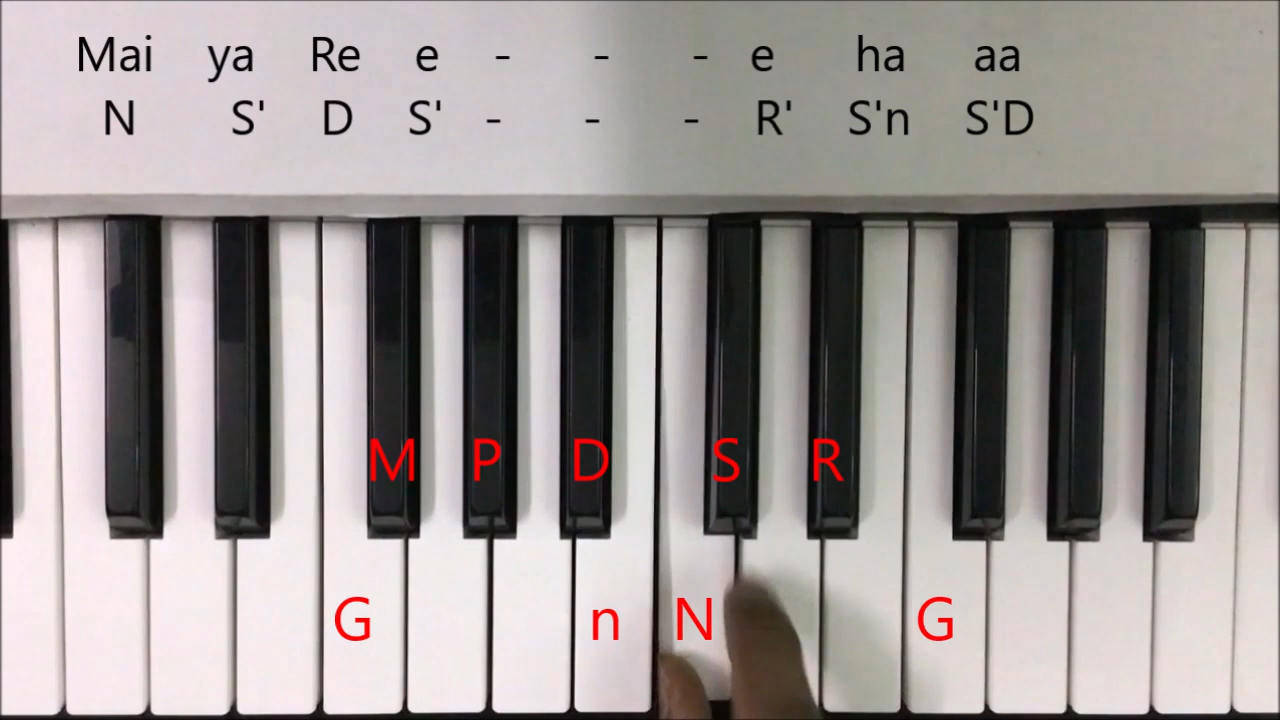 Mai ya Re e - - - e ha aa
N S' D S' - - - R' S'n S'D
M P D S R
G n N G